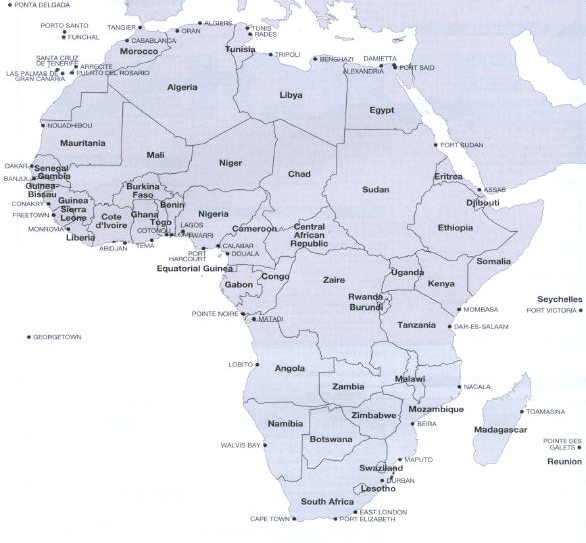 PONTA DELGADA
PORTO SANTO
FUNCHAL
TANGIER
ALGIERS
ORAN
TUNIS
RADES
CASABLANCA
Morocco
Tunisia
TRIPOLI
BENGHAZI
DAMIETTA
PORT SAID
ALEXANDRIA
SANTA CRUZ
DE TENERIFE
ARRECITE
LAS PALMAS DE
GRAN CANARIA
PUERTO DEL ROSARIO
Algeria
Libya
Egypt
NOUADHIBOU
Mauritania
Mali
Niger
Chad
Sudan
PORT SUDAN
Eritrea
ASSAB
Djibouti
DAKAR
Senegal
BANJUL
Gambia
Guinea-
Bissau
Guinea
CONAKRY
Sierra
Leone
FREETOWN
MONROVIA
Liberia
Cote
d'Ivoire
Burkina
Faso
Ghana
Togo
Benin
Nigeria
COTONOU
LOME
LAGOS
WARRI
ABIDJAN
TEMA
PORT
HARCOURT
CALABAR
DOUALA
Cameroon
Central
African
Republic
Ethiopia
Somalia
Equatorial Guinea
Gabon
Congo
Zaire
Uganda
Kenya
Rwanda
Burundi
MOMBASA
Seychelles
PORT VICTORIA
POINTE NOIRE
MATADI
Tanzania
DAR-ES-SALAAM
GEORGETOWN
LOBITO
Angola
Zambia
Malawi
NACALA
Mozambique
Zimbabwe
BEIRA
Madagascar
TOAMASINA
Namibia
Botswana
WALVIS BAY
MAPUTO
POINTE DES
GALETS
Reunion
Swaziland
DURBAN
Lesotho
South Africa
EAST LONDON
CAPE TOWN
PORT ELIZABETH